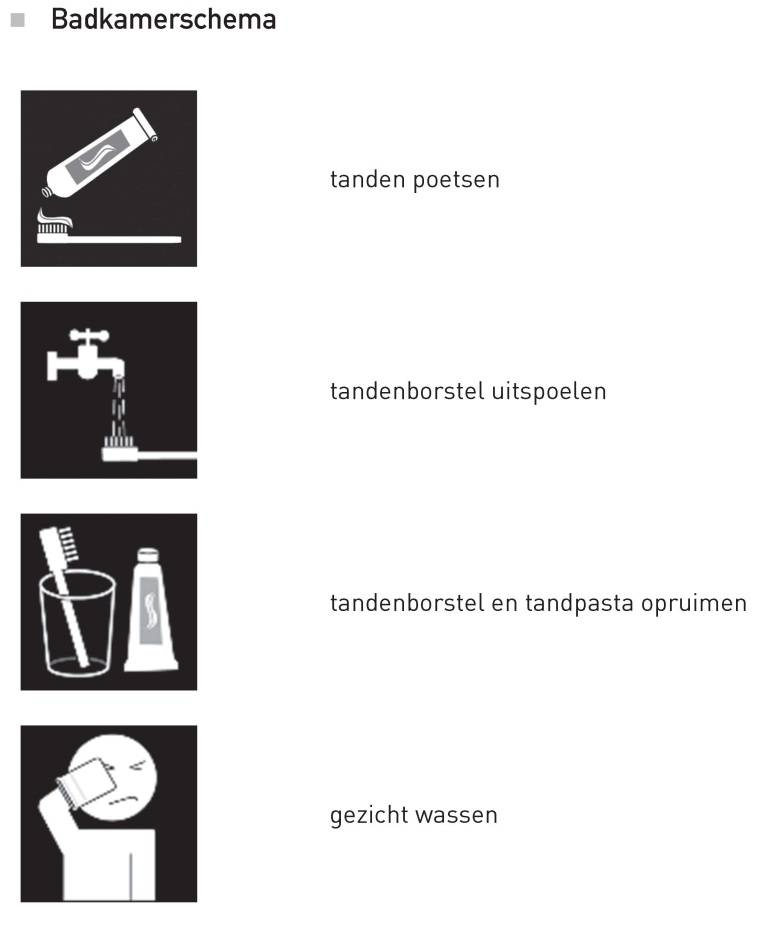 Badkamerschema
tanden poetsen
tandenborstel uitspoelen
tandenborstel en tandpasta opruimen
gezicht wassen